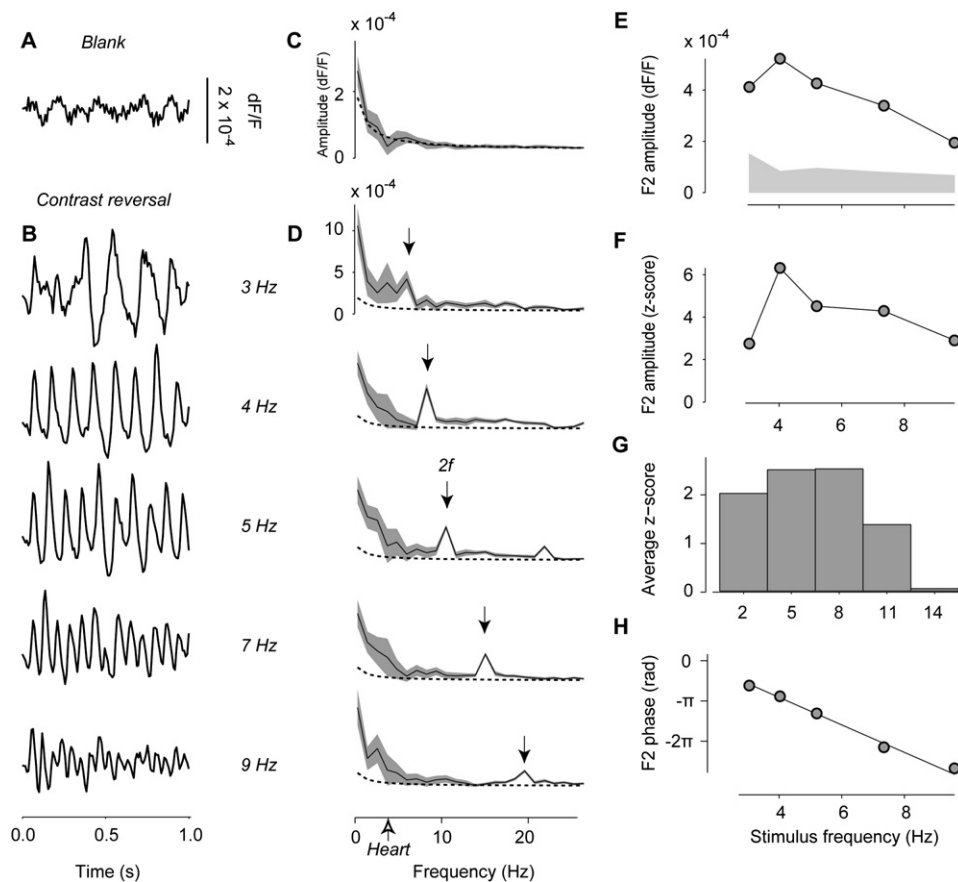 A
Blank
2 x 10-4
dF/F
Contrast reversal
B
3 Hz
4 Hz
5 Hz
7 Hz
9 Hz
0.0
0.5
1.0
Time (s)
C
x 10-4
Amplitude (dF/F)
2
0
x 10-4
D
10
5
0
2f
0
10
20
Heart
Frequency (Hz)
E
x 10-4
F2 amplitude (dF/F)
4
2
0
4
6
8
F
F2 amplitude (z-score)
6
4
2
4
6
8
G
Average z-score
2
1
0
2
5
8
11
14
H
F2 phase (rad)
0
-π
-2π
4
6
8
Stimulus frequency (Hz)